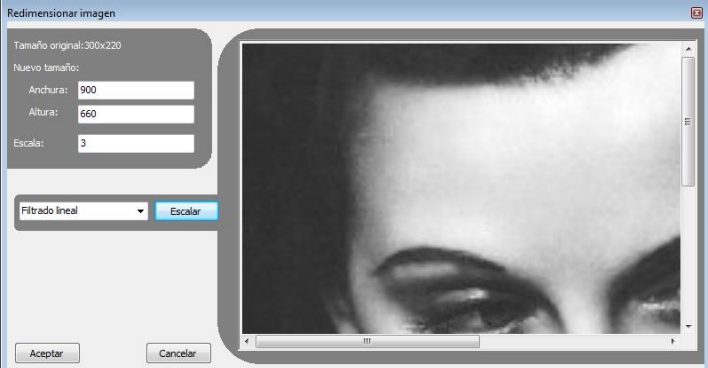 Redimensionar imagen
Tamaño original:300x220
Nuevo tamaño:
Anchura: 900
Altura: 660
Escala: 3
Filtrado lineal Escalar
Aceptar Cancelar